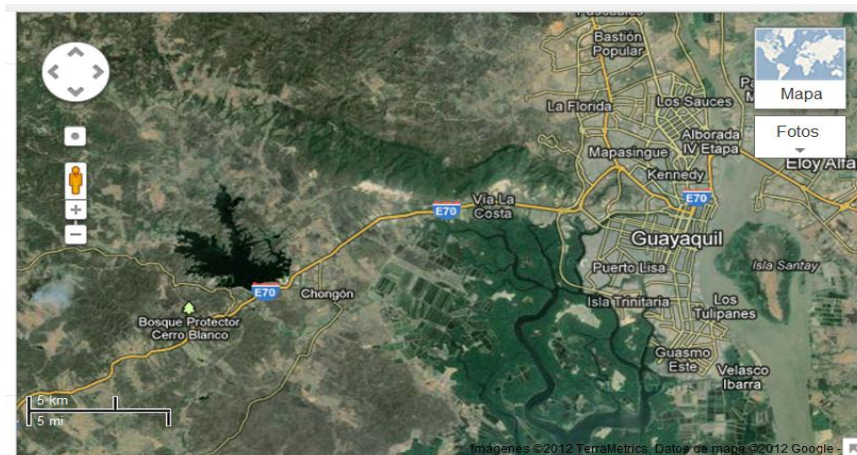 Pascuales
Bastión
Popular
Mapa
La Florida
Los Sauces
Fotos
Alborada
IV Etapa
Mapasingue
Eloy Alfa
Kennedy
E70
Vía La
Costa
E70
Guayaquil
Isla Santay
Puerto Lisa
E70
Chongón
Isla Trinitaria
Los
Tulipanes
Bosque Protector
Cerro Blanco
Guasmo
Este
Velasco
Ibarra
5 km
5 mi
Imágenes ©2012 TerraMetrics, Datos de mapa ©2012 Google -